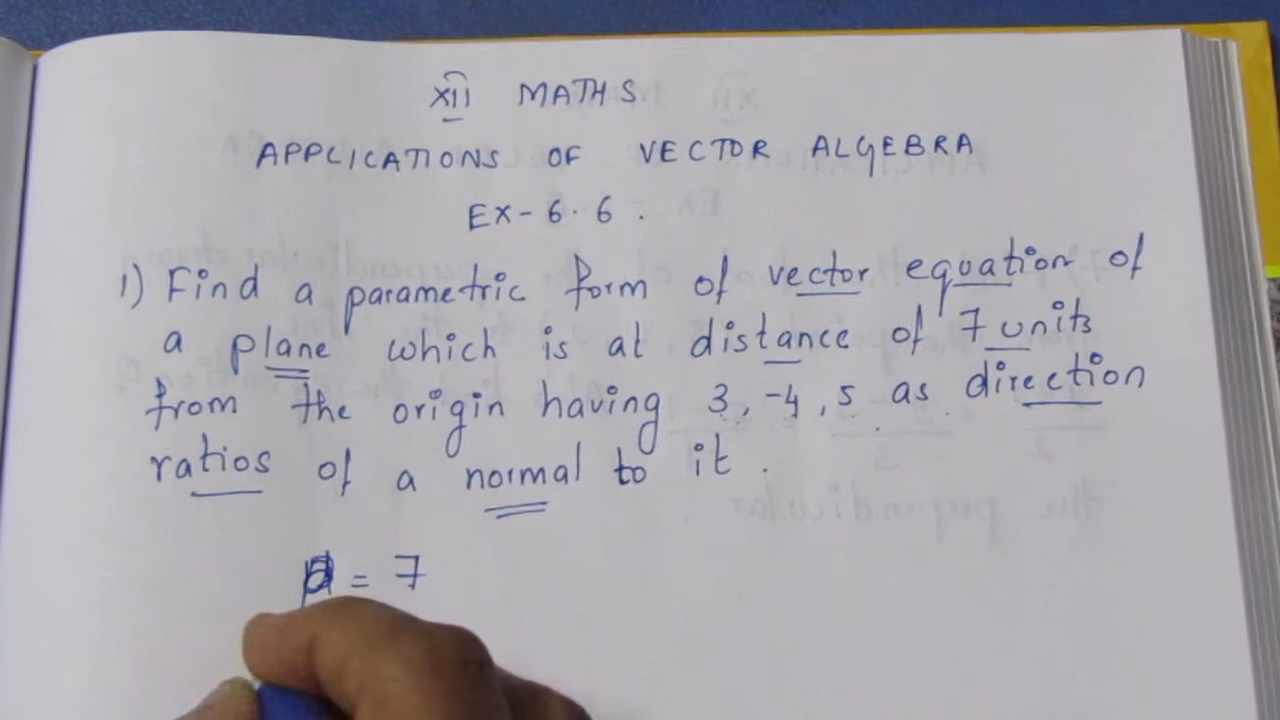 XII MATHS
APPLICATIONS OF VECTOR ALGEBRA
EX-6.6.
1) Find a parametric form of vector equation of
a plane which is at distance of 7 units
from the origin having 3, -4, 5 as direction
ratios of a normal to it.
p = 7